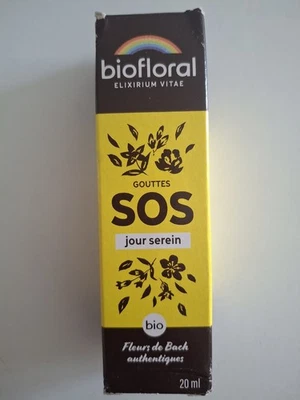 biofloral
ELIXIRIUM VITAE
GOUTTES
SOS
jour serein
bio
Fleurs de Bach
authentiques
20 ml